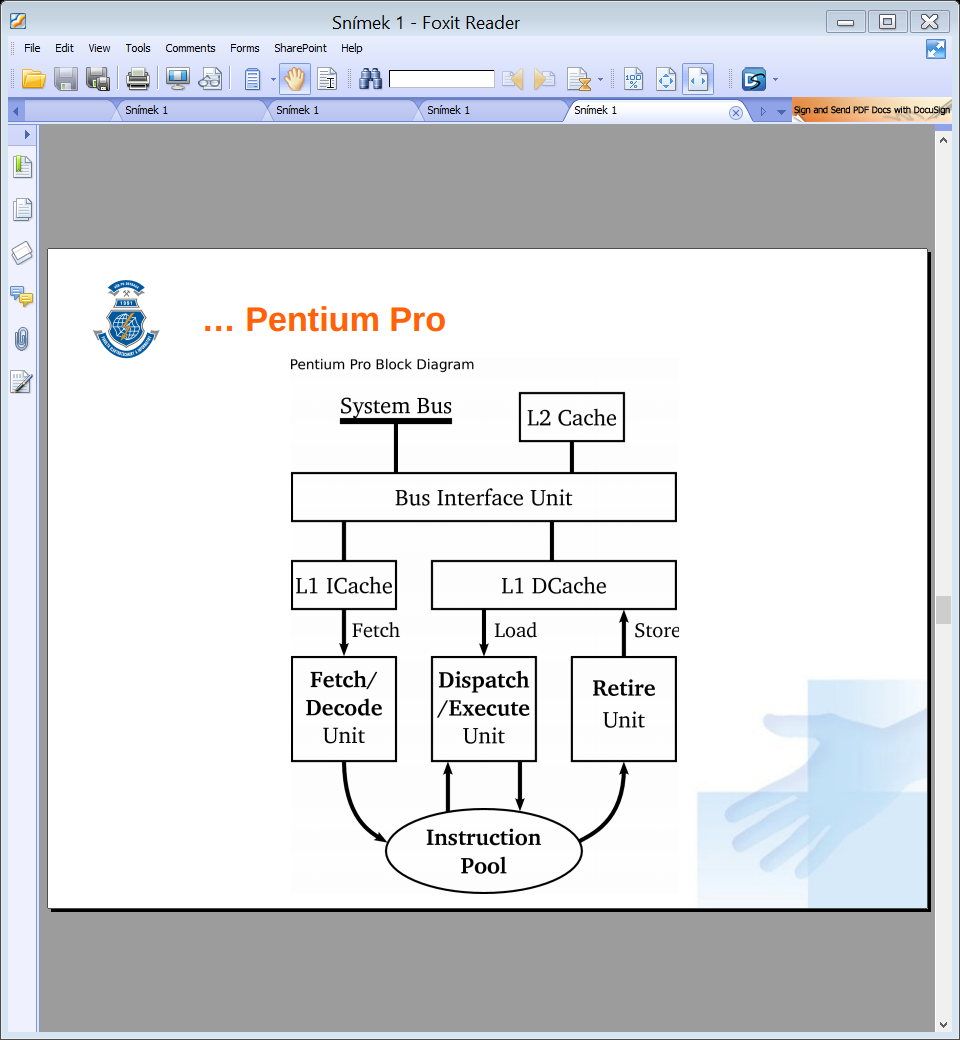 Snímek 1 - Foxit Reader
File Edit View Tools Comments Forms SharePoint Help
Snímek 1 Snímek 1 Snímek 1 Snímek 1 Sign and Send PDF Docs with DocuSign
... Pentium Pro
Pentium Pro Block Diagram
System Bus
L2 Cache
Bus Interface Unit
L1 ICache L1 DCache
Fetch Load Store
Fetch/
Decode
Unit
Dispatch
/Execute
Unit
Retire
Unit
Instruction
Pool